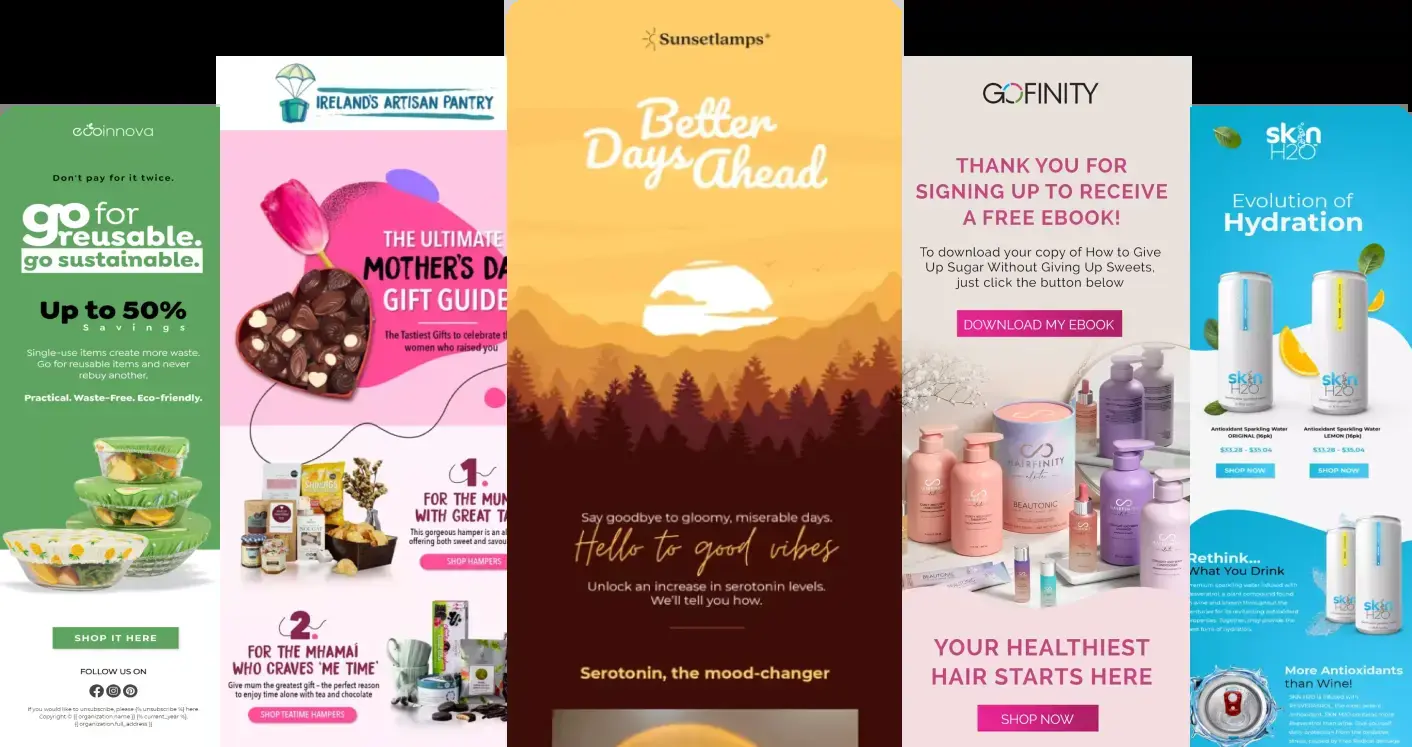 ecoinnova
Don't pay for it twice.
go for
reusable.
go sustainable.
Up to 50%
Savings
Single-use items create more waste.
Go for reusable items and never
rebuy another.
Practical. Waste-Free. Eco-friendly.
SHOP IT HERE
FOLLOW US ON
If you would like to unsubscribe, please {% unsubscribe %} here.
Copyright © {{ organization.name }} {% current_year %}.
{{ organization.full_address }}
IRELAND'S ARTISAN PANTRY
THE ULTIMATE
MOTHER'S DA
GIFT GUIDE
The Tastiest Gifts to celebrate t
women who raised you
1.
FOR THE MUM
WITH GREAT TA
This gorgeous hamper is an al
offering both sweet and savou
SHOP HAMPERS
2.
FOR THE MHAMAÍ
WHO CRAVES 'ME TIME'
Give mum the greatest gift – the perfect reason
to enjoy time alone with tea and chocolate
SHOP TEATIME HAMPERS
Sunsetlamps®
Better
Days Ahead
Say goodbye to gloomy, miserable days.
Hello to good vibes
Unlock an increase in serotonin levels.
We'll tell you how.
Serotonin, the mood-changer
GOFINITY
THANK YOU FOR
SIGNING UP TO RECEIVE
A FREE EBOOK!
To download your copy of How to Give
Up Sugar Without Giving Up Sweets,
just click the button below
DOWNLOAD MY EBOOK
HAIRFINITY
BEAUTONIC
BEAUTONIC
YOUR HEALTHIEST
HAIR STARTS HERE
SHOP NOW
skin
H2O
Evolution of
Hydration
skin
H2O
skin
H2O
Antioxidant Sparkling Water
ORIGINAL (16pk)
$33.28 - $35.04
SHOP NOW
Antioxidant Sparkling Water
LEMON (16pk)
$33.28 - $35.04
SHOP NOW
Rethink...
What You Drink
skin
H2O
skin
H2O
More Antioxidants
than Wine!